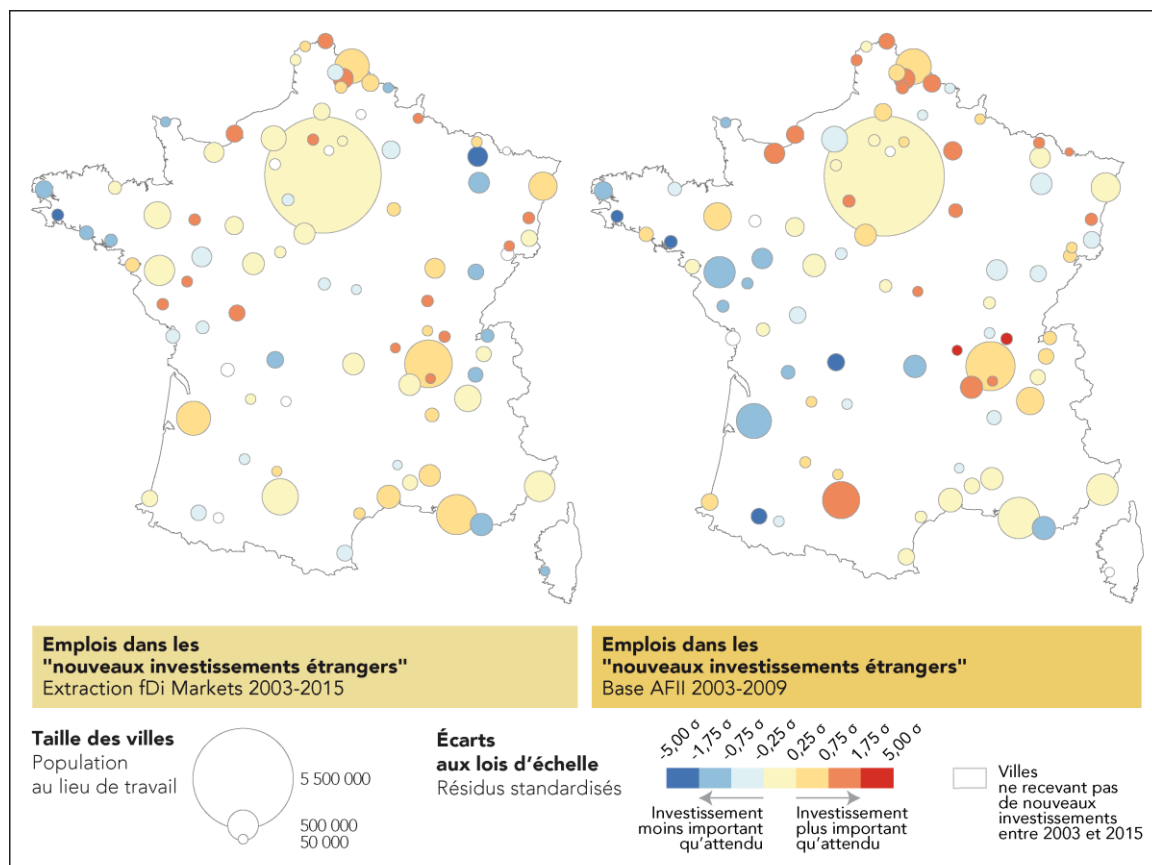 Emplois dans les
"nouveaux investissements étrangers"
Extraction fDi Markets 2003-2015
Emplois dans les
"nouveaux investissements étrangers"
Base AFII 2003-2009
Taille des villes
Population
au lieu de travail
5 500 000
500 000
50 000
Écarts
aux lois d'échelle
Résidus standardisés
-5,00 σ
-1,75 σ
-0,75 σ
-0,25 σ
0,25 σ
0,75 σ
1,75 σ
5,00 σ
Investissement
moins important
qu'attendu
Investissement
plus important
qu'attendu
Villes
ne recevant pas
de nouveaux
investissements
entre 2003 et 2015